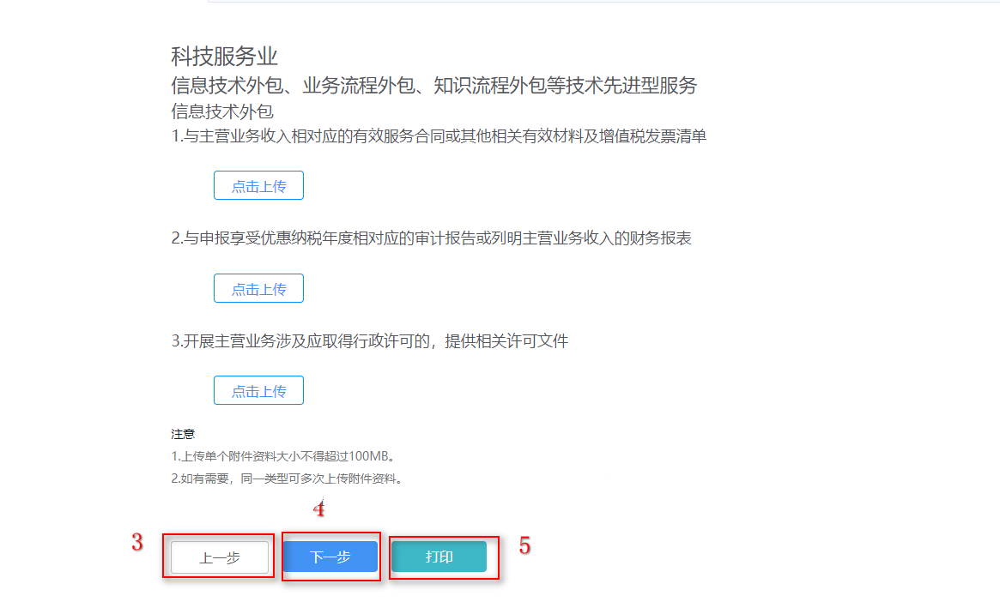 科技服务业
信息技术外包、业务流程外包、知识流程外包等技术先进型服务
信息技术外包
1.与主营业务收入相对应的有效服务合同或其他相关有效材料及增值税发票清单
点击上传
2.与申报享受优惠纳税年度相对应的审计报告或列明主营业务收入的财务报表
点击上传
3.开展主营业务涉及应取得行政许可的，提供相关许可文件
点击上传
注意
1.上传单个附件资料大小不得超过100MB。
2.如有需要，同一类型可多次上传附件资料。
4
3 上一步 下一步 打印 5